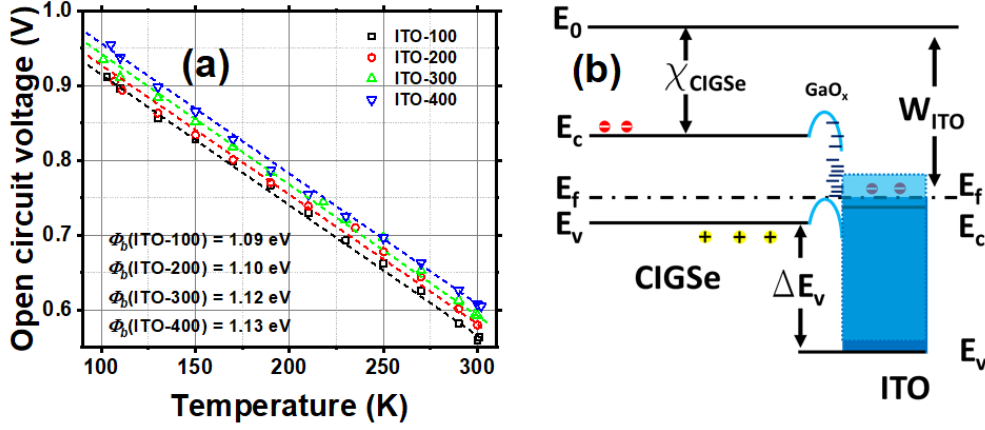 (a)
Open circuit voltage (V)
1.0
0.9
0.8
0.7
0.6
ITO-100
ITO-200
ITO-300
ITO-400
Φb(ITO-100) = 1.09 eV
Φb(ITO-200) = 1.10 eV
Φb(ITO-300) = 1.12 eV
Φb(ITO-400) = 1.13 eV
100 150 200 250 300
Temperature (K)
(b)
E0
χCIGSe
GaOx
WITO
Ec
Ef
Ev
CIGSe
ΔEv
Ef
Ec
Ev
ITO